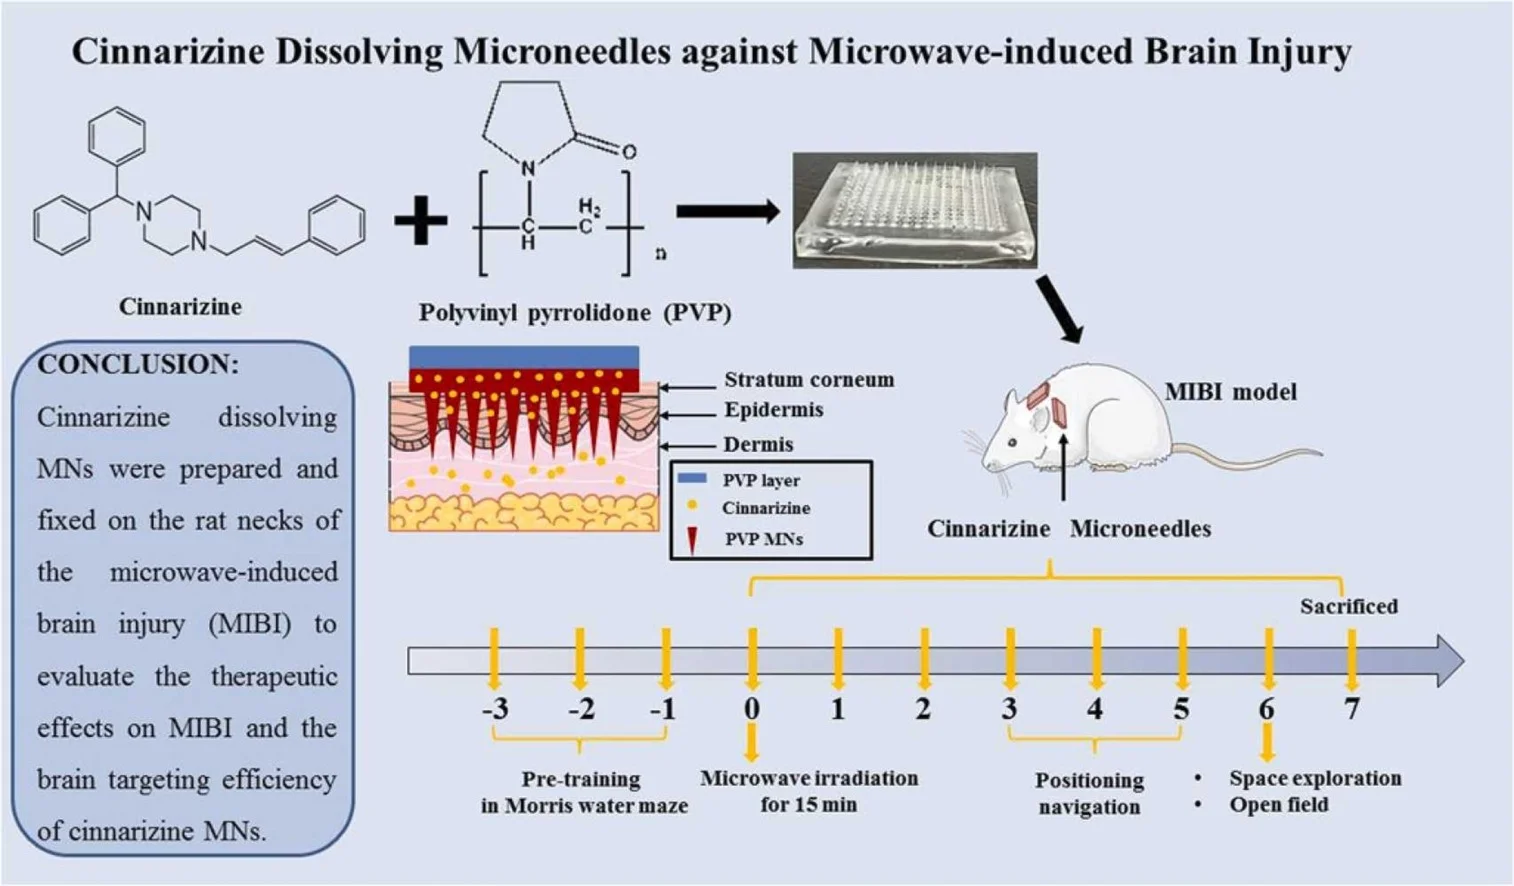 Cinnarizine Dissolving Microneedles against Microwave-induced Brain Injury
N
N
N
O
C
H
H₂
C
n
Cinnarizine
Polyvinyl pyrrolidone (PVP)
CONCLUSION:
Cinnarizine dissolving
MNs were prepared and
fixed on the rat necks of
the microwave-induced
brain injury (MIBI) to
evaluate the therapeutic
effects on MIBI and the
brain targeting efficiency
of cinnarizine MNs.
Stratum corneum
Epidermis
Dermis
PVP layer
Cinnarizine
PVP MNs
MIBI model
Cinnarizine Microneedles
Sacrificed
-3 -2 -1 0 1 2 3 4 5 6 7
Pre-training
in Morris water maze
Microwave irradiation
for 15 min
Positioning
navigation
• Space exploration
• Open field